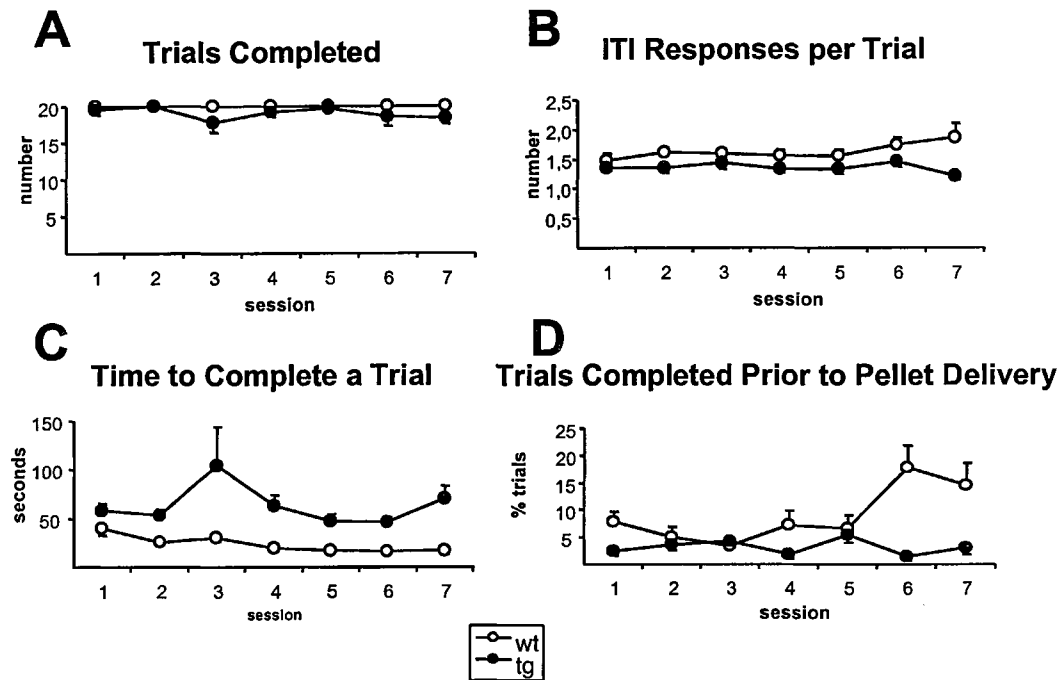 A
Trials Completed
number
20
15
10
5
1 2 3 4 5 6 7
session
B
ITI Responses per Trial
number
2,5
2,0
1,5
1,0
0,5
1 2 3 4 5 6 7
session
C
Time to Complete a Trial
seconds
150
100
50
1 2 3 4 5 6 7
session
D
Trials Completed Prior to Pellet Delivery
% trials
25
20
15
10
5
1 2 3 4 5 6 7
session
wt
tg